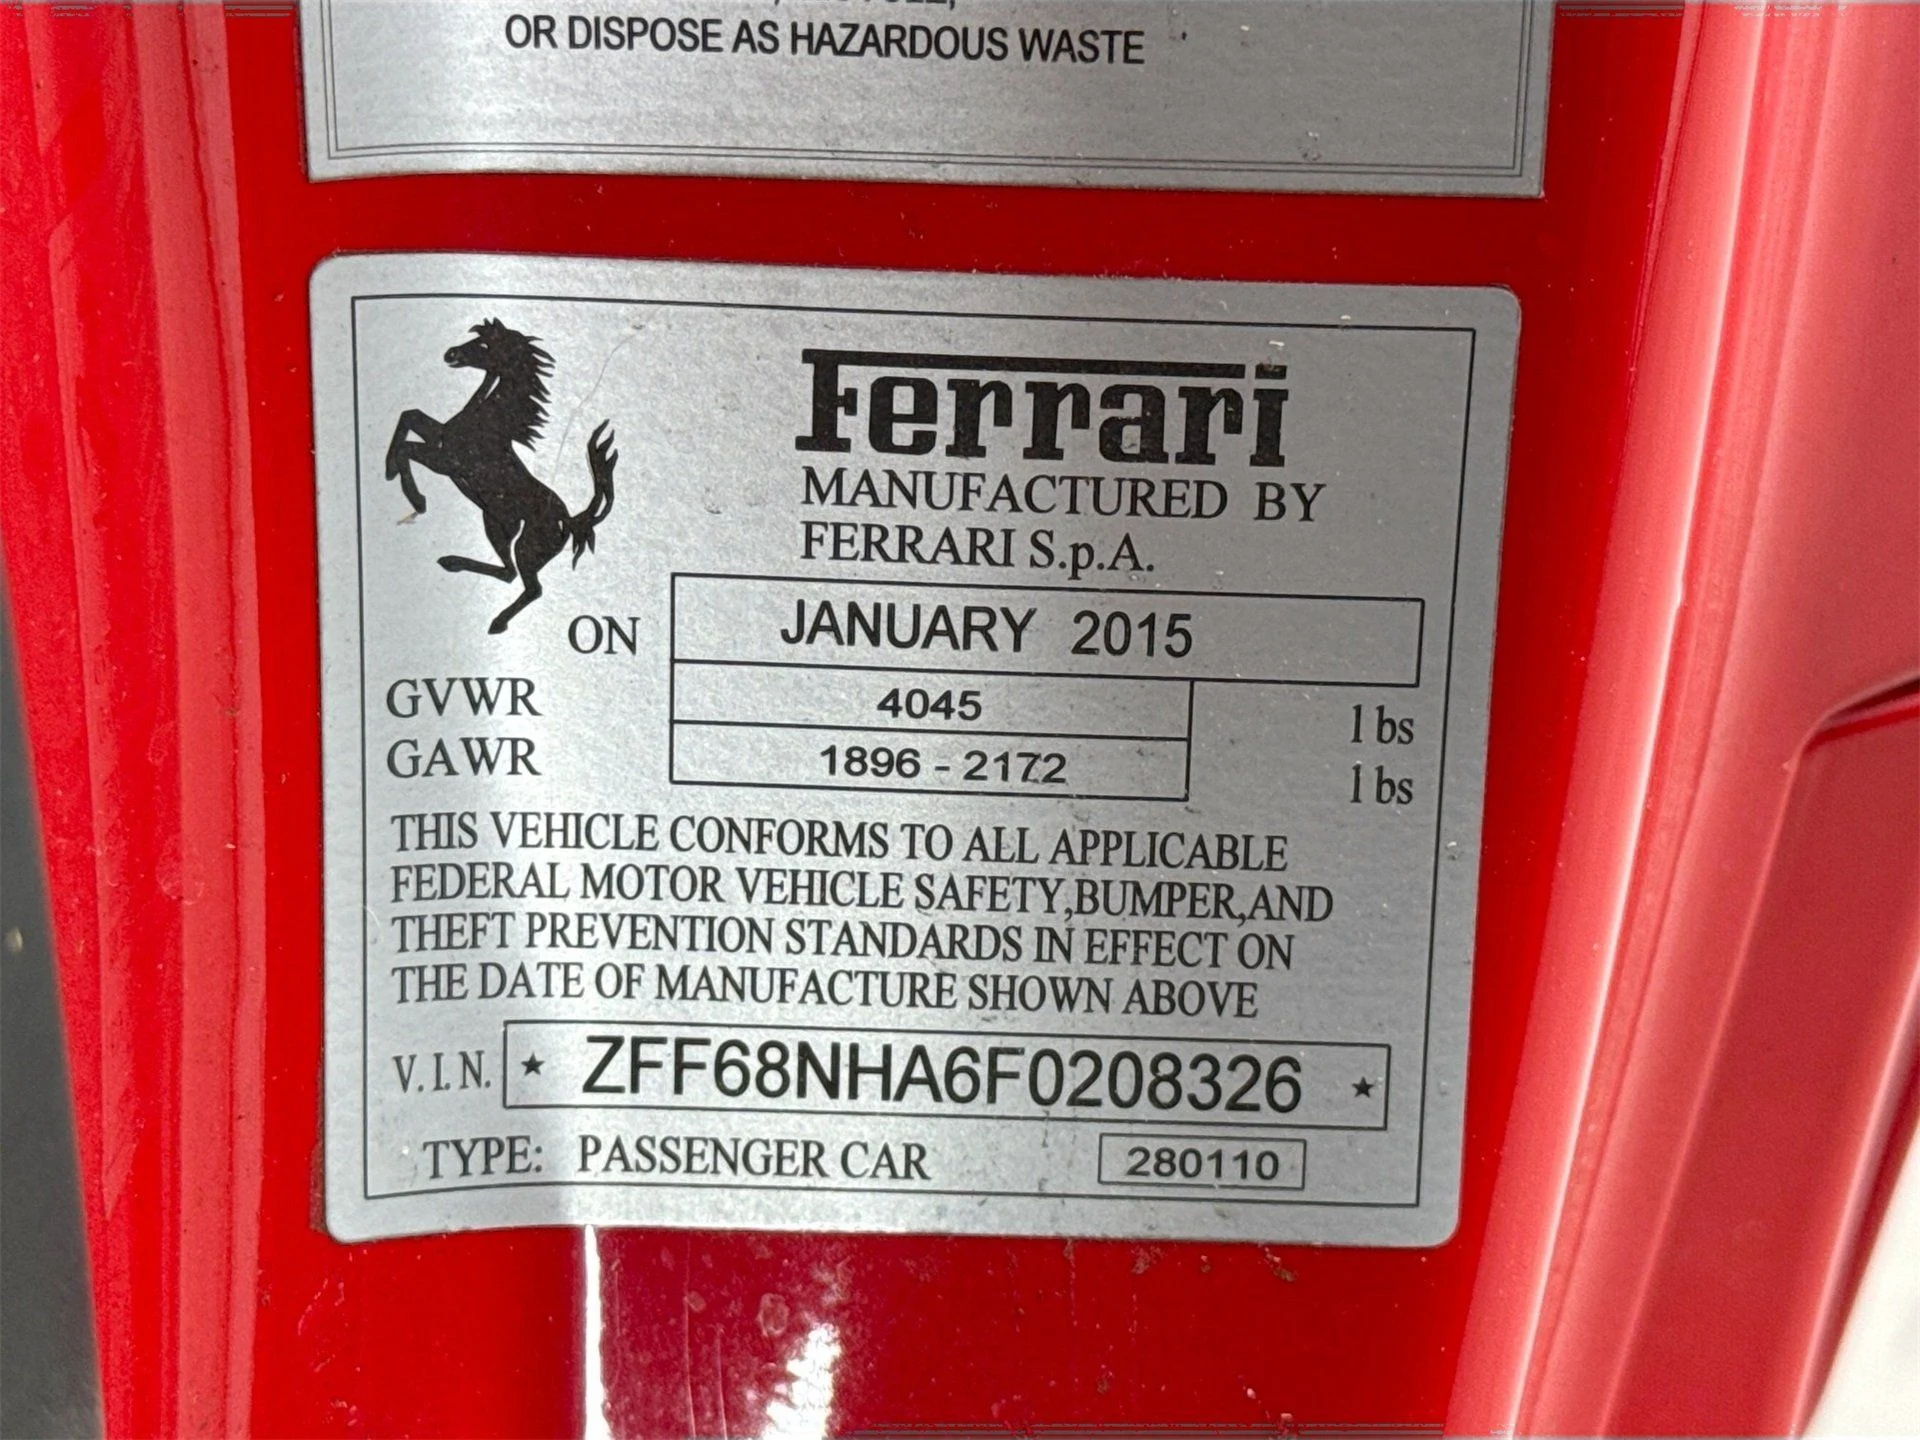 OR DISPOSE AS HAZARDOUS WASTE
Ferrari
MANUFACTURED BY
FERRARI S.p.A.
ON JANUARY 2015
GVWR 4045 lbs
GAWR 1896 - 2172 lbs
THIS VEHICLE CONFORMS TO ALL APPLICABLE
FEDERAL MOTOR VEHICLE SAFETY,BUMPER,AND
THEFT PREVENTION STANDARDS IN EFFECT ON
THE DATE OF MANUFACTURE SHOWN ABOVE
V.I.N. ★ ZFF68NHA6F0208326 ★
TYPE: PASSENGER CAR 280110